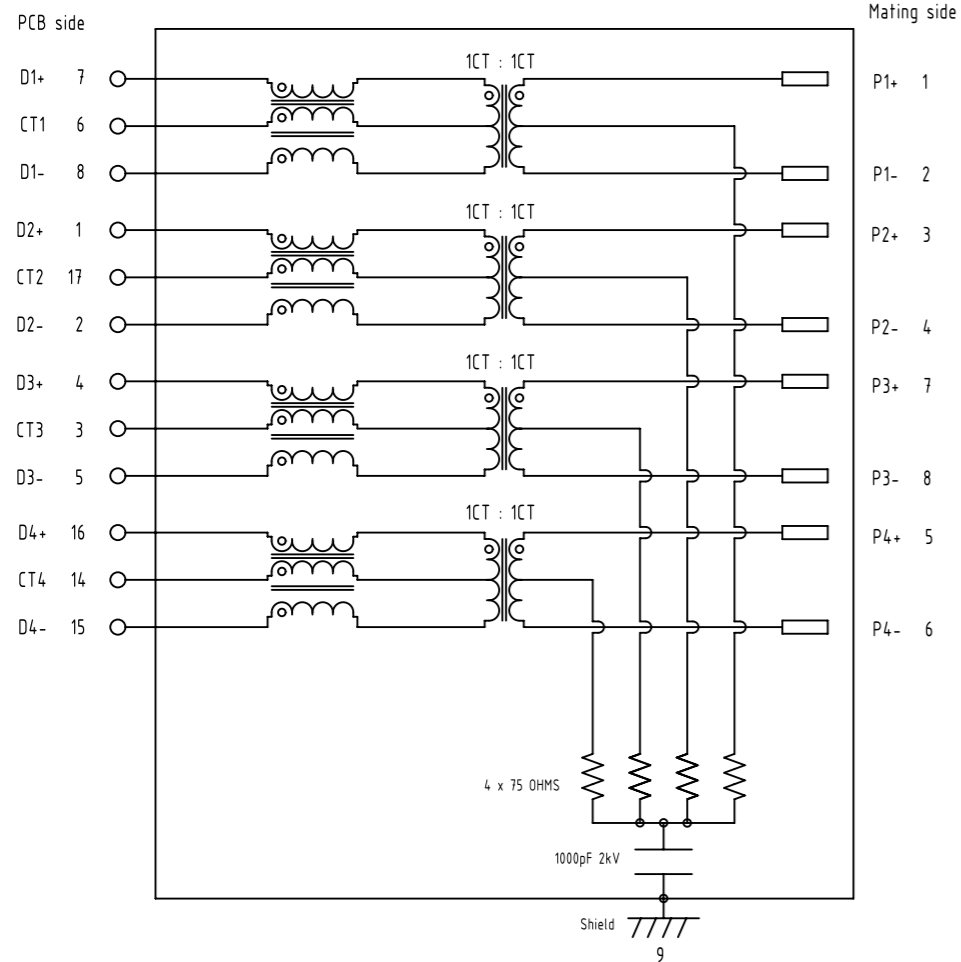 PCB side
Mating side
1CT : 1CT
D1+ 7
P1+ 1
CT1 6
D1- 8
P1- 2
1CT : 1CT
D2+ 1
P2+ 3
CT2 17
D2- 2
P2- 4
1CT : 1CT
D3+ 4
P3+ 7
CT3 3
D3- 5
P3- 8
1CT : 1CT
D4+ 16
P4+ 5
CT4 14
D4- 15
P4- 6
4 x 75 OHMS
1000pF 2kV
Shield
9